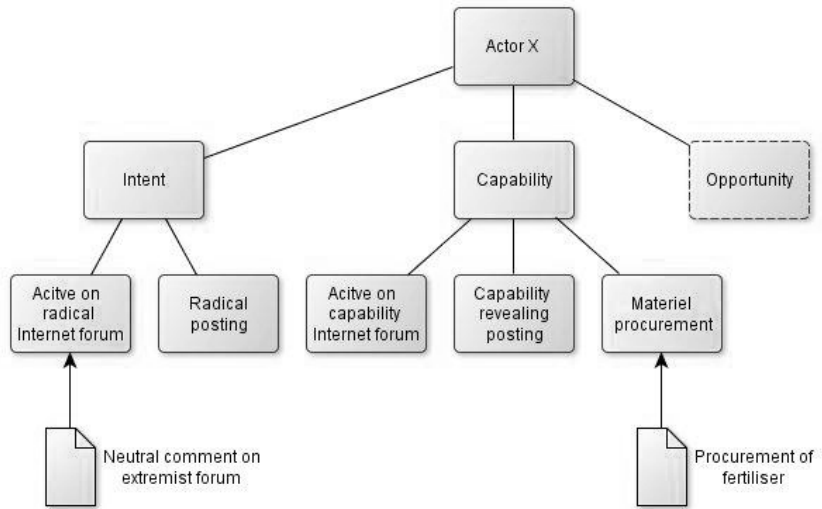 Actor X
Intent
Capability
Opportunity
Acitve on
radical
Internet forum
Radical
posting
Acitve on
capability
Internet forum
Capability
revealing
posting
Materiel
procurement
Neutral comment on
extremist forum
Procurement of
fertiliser